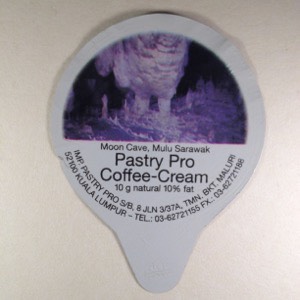 Moon Cave, Mulu Sarawak
Pastry Pro
Coffee-Cream
10 g natural 10% fat
IMP. PASTRY PRO S/B, 8 JLN 3/37A, TMN. BKT. MALURI
52100 KUALA LUMPUR – TEL.: 03-62721155 FX.: 03-62721186